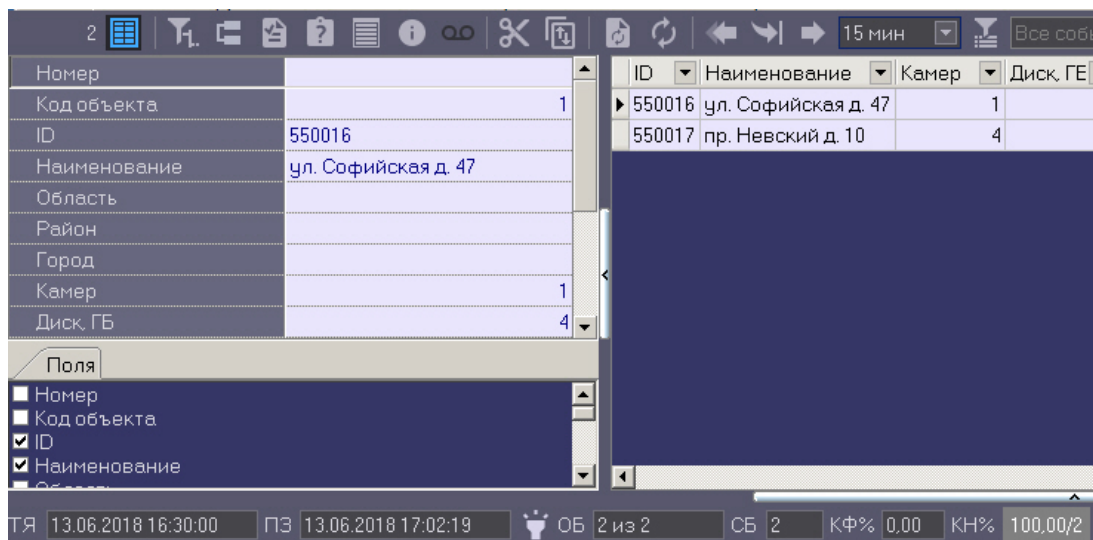 2 15 мин Все собы
Номер
Код объекта 1
ID 550016
Наименование ул. Софийская д. 47
Область
Район
Город
Камер 1
Диск, ГБ 4
Поля
Номер
Код объекта
ID
Наименование
ID Наименование Камер Диск, ГЕ
550016 ул. Софийская д. 47 1
550017 пр. Невский д. 10 4
ТЯ 13.06.2018 16:30:00 ПЗ 13.06.2018 17:02:19 ОБ 2 из 2 СБ 2 КФ% 0,00 КН% 100,00/2